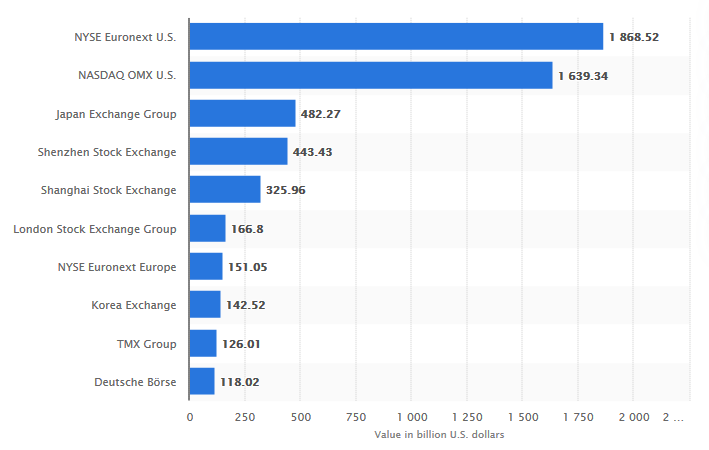 NYSE Euronext U.S. 1 868.52
NASDAQ OMX U.S. 1 639.34
Japan Exchange Group 482.27
Shenzhen Stock Exchange 443.43
Shanghai Stock Exchange 325.96
London Stock Exchange Group 166.8
NYSE Euronext Europe 151.05
Korea Exchange 142.52
TMX Group 126.01
Deutsche Börse 118.02
0 250 500 750 1 000 1 250 1 500 1 750 2 000 2 ...
Value in billion U.S. dollars